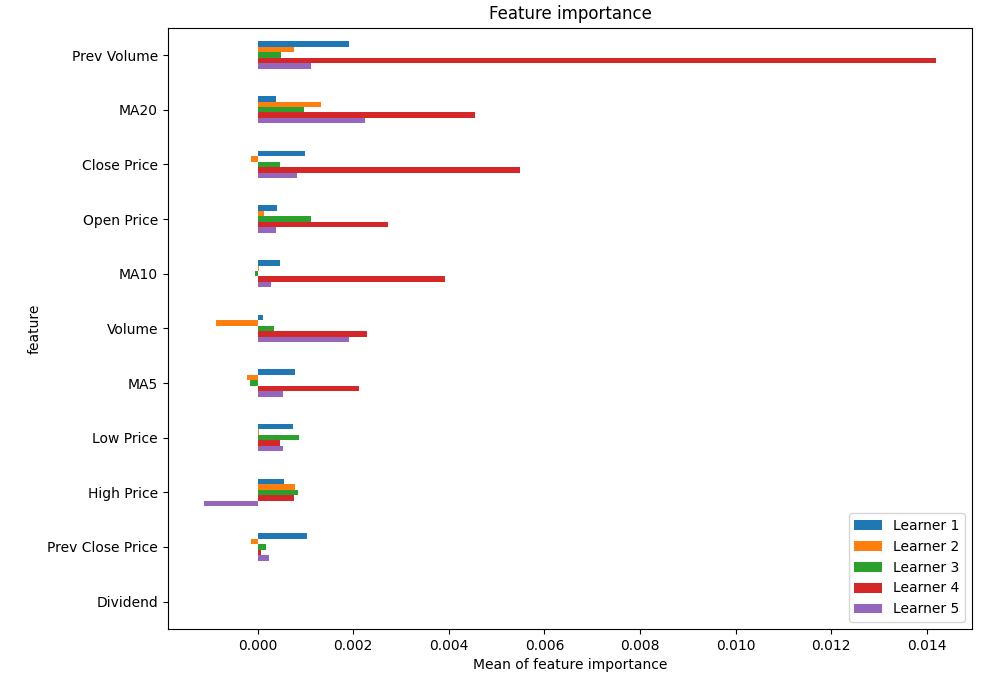 Feature importance
Prev Volume
MA20
Close Price
Open Price
MA10
Volume
MA5
Low Price
High Price
Prev Close Price
Dividend
feature
0.000 0.002 0.004 0.006 0.008 0.010 0.012 0.014
Mean of feature importance
Learner 1
Learner 2
Learner 3
Learner 4
Learner 5